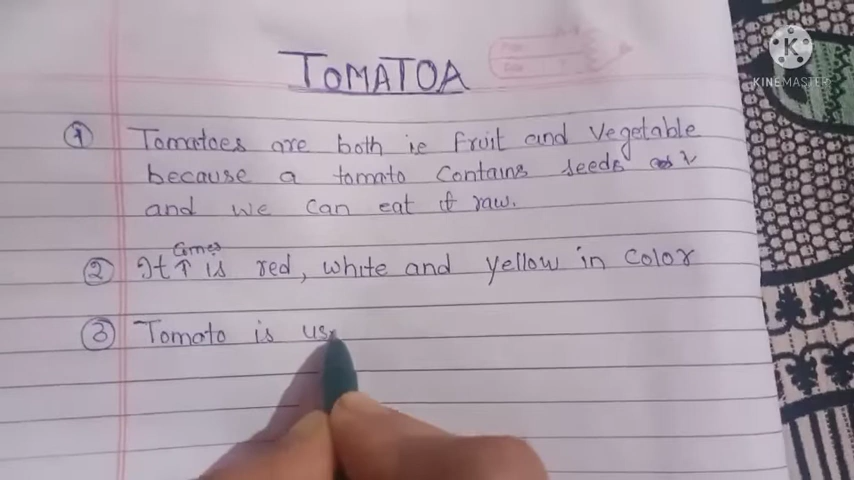 TOMATOA
① Tomatoes are both ie fruit and vegetable
because a tomato contains seeds
and we can eat it raw.
comes
② It ↑ is red, white and yellow in color
③ Tomato is us
K
KINEMASTER